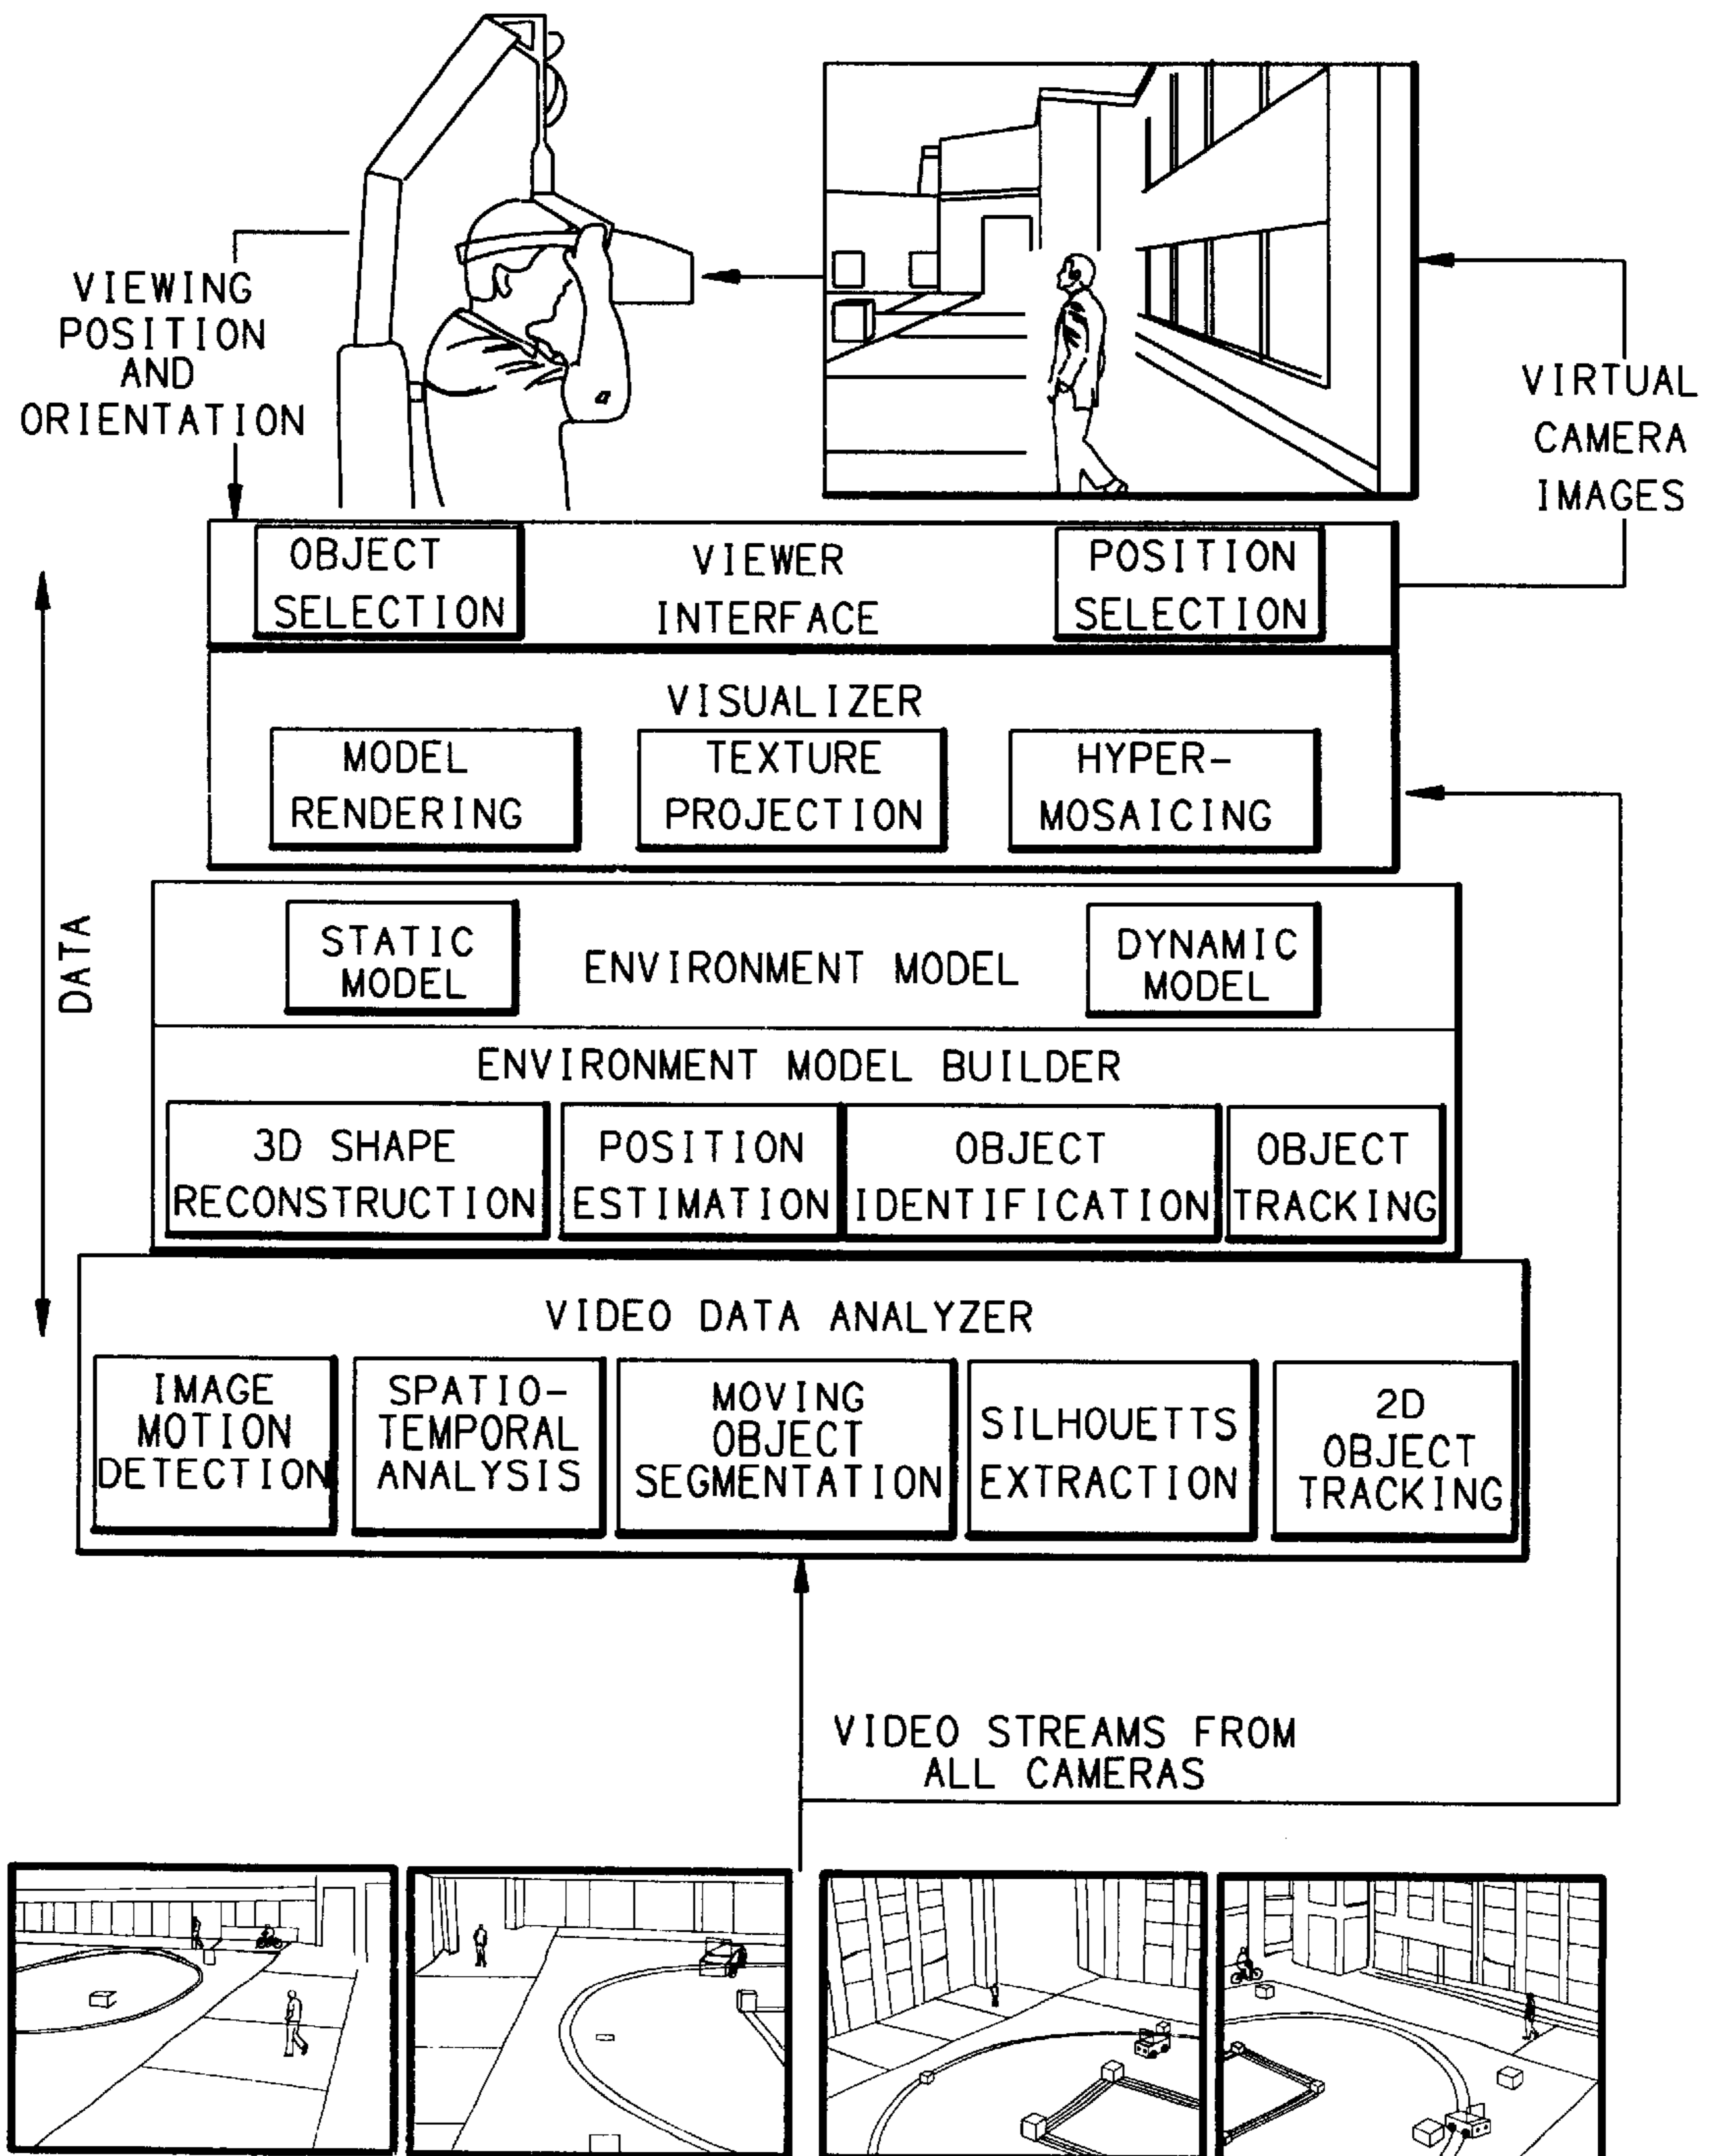 VIEWING
POSITION
AND
ORIENTATION
VIRTUAL
CAMERA
IMAGES
OBJECT
SELECTION
VIEWER
INTERFACE
POSITION
SELECTION
VISUALIZER
MODEL
RENDERING
TEXTURE
PROJECTION
HYPER-
MOSAICING
DATA
STATIC
MODEL
ENVIRONMENT MODEL
DYNAMIC
MODEL
ENVIRONMENT MODEL BUILDER
3D SHAPE
RECONSTRUCTION
POSITION
ESTIMATION
OBJECT
IDENTIFICATION
OBJECT
TRACKING
VIDEO DATA ANALYZER
IMAGE
MOTION
DETECTION
SPATIO-
TEMPORAL
ANALYSIS
MOVING
OBJECT
SEGMENTATION
SILHOUETTS
EXTRACTION
2D
OBJECT
TRACKING
VIDEO STREAMS FROM
ALL CAMERAS